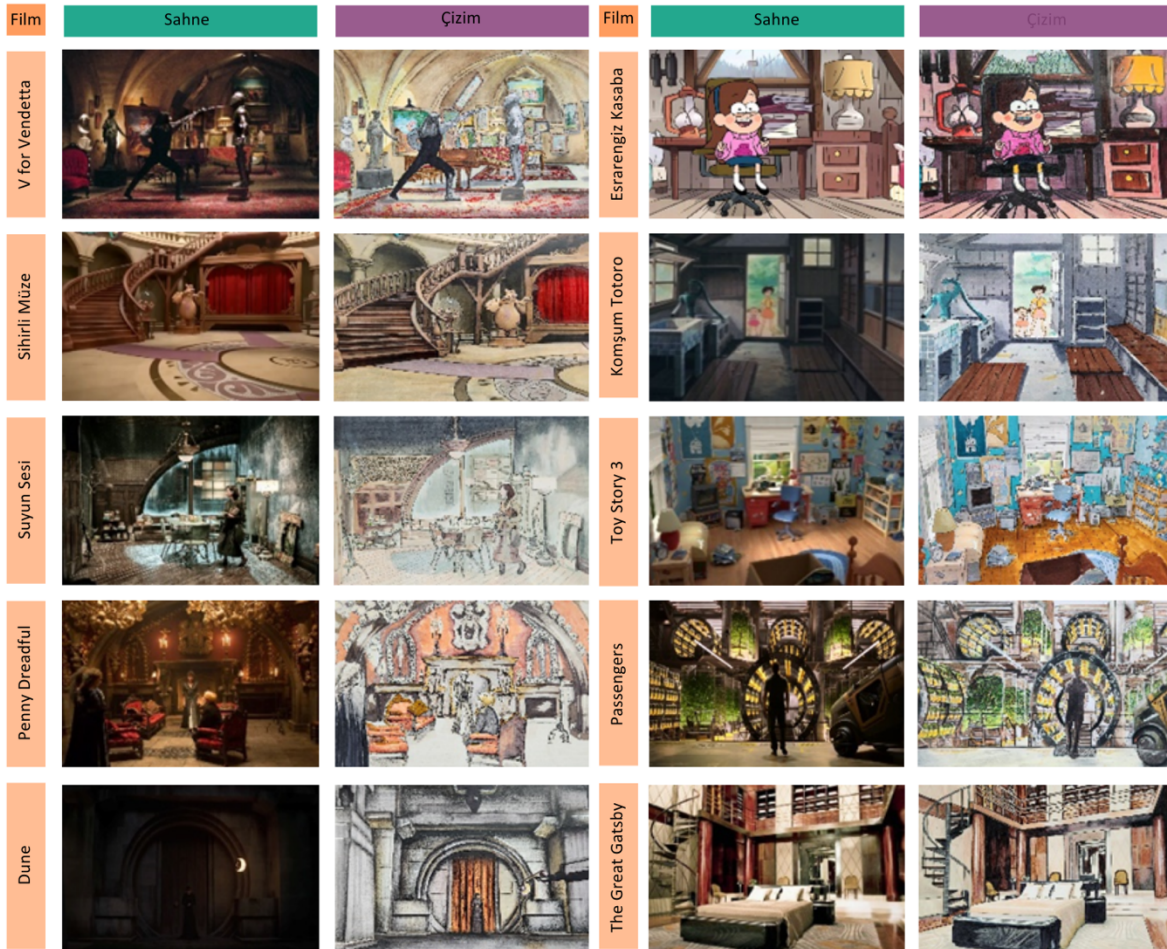 Film Sahne Çizim Film Sahne Çizim
V for Vendetta
Esrarengiz Kasaba
Sihirli Müze
Komşum Totoro
Suyun Sesi
Toy Story 3
Penny Dreadful
Passengers
Dune
The Great Gatsby